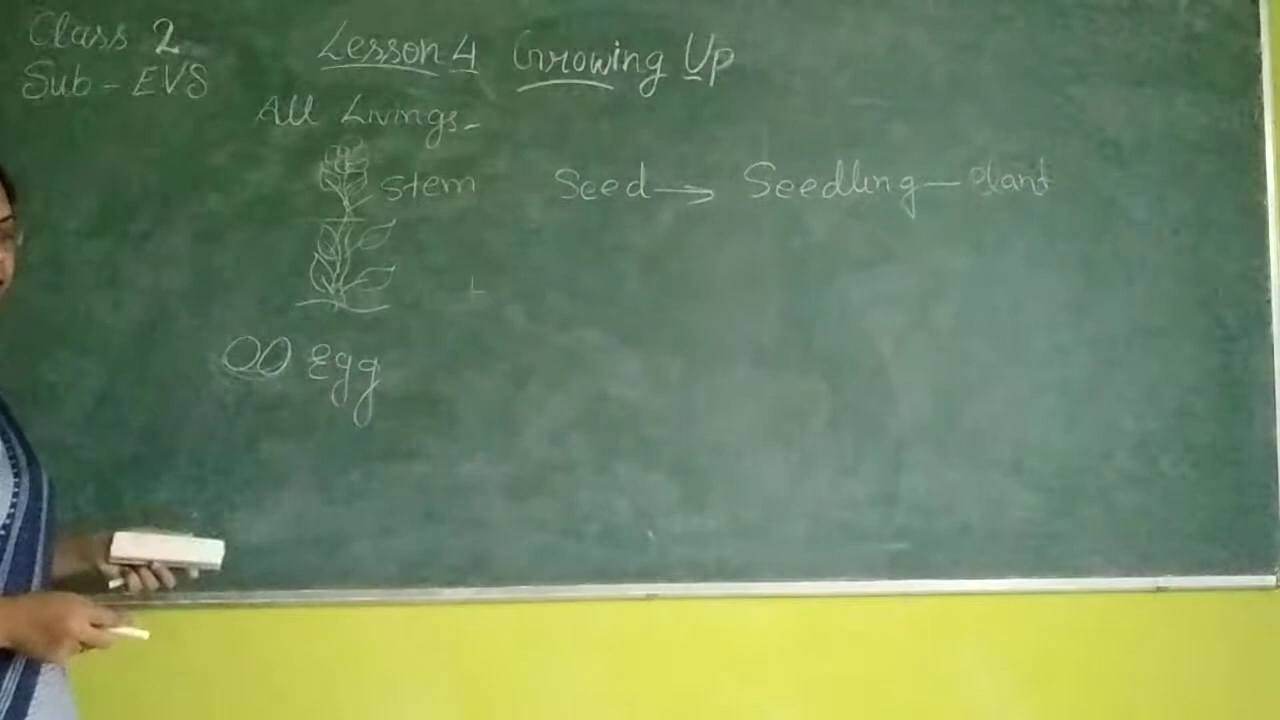 Class 2
Sub - EVS
Lesson 4 Growing Up
All Livings -
Stem
Seed → Seedling — Plant
Egg